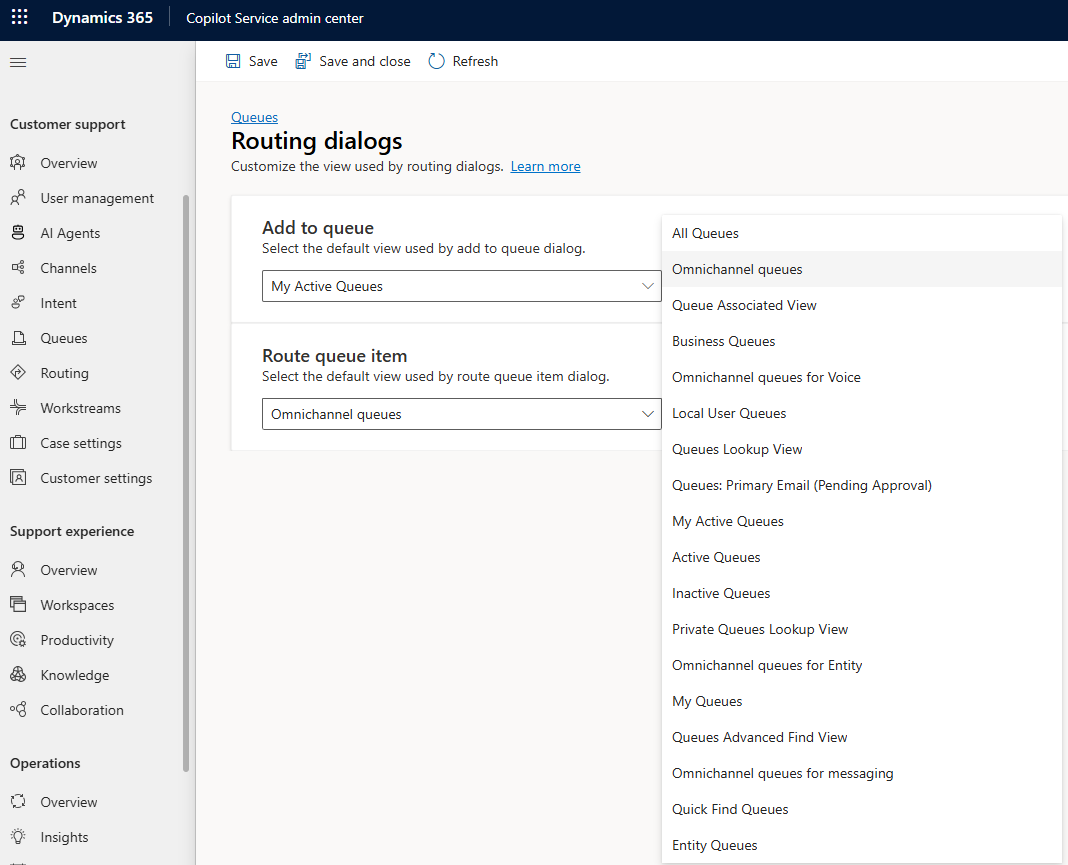 Dynamics 365
Copilot Service admin center
Save
Save and close
Refresh
Customer support
Overview
User management
AI Agents
Channels
Intent
Queues
Routing
Workstreams
Case settings
Customer settings
Support experience
Overview
Workspaces
Productivity
Knowledge
Collaboration
Operations
Overview
Insights
Queues
Routing dialogs
Customize the view used by routing dialogs. Learn more
Add to queue
Select the default view used by add to queue dialog.
My Active Queues
Route queue item
Select the default view used by route queue item dialog.
Omnichannel queues
All Queues
Omnichannel queues
Queue Associated View
Business Queues
Omnichannel queues for Voice
Local User Queues
Queues Lookup View
Queues: Primary Email (Pending Approval)
My Active Queues
Active Queues
Inactive Queues
Private Queues Lookup View
Omnichannel queues for Entity
My Queues
Queues Advanced Find View
Omnichannel queues for messaging
Quick Find Queues
Entity Queues